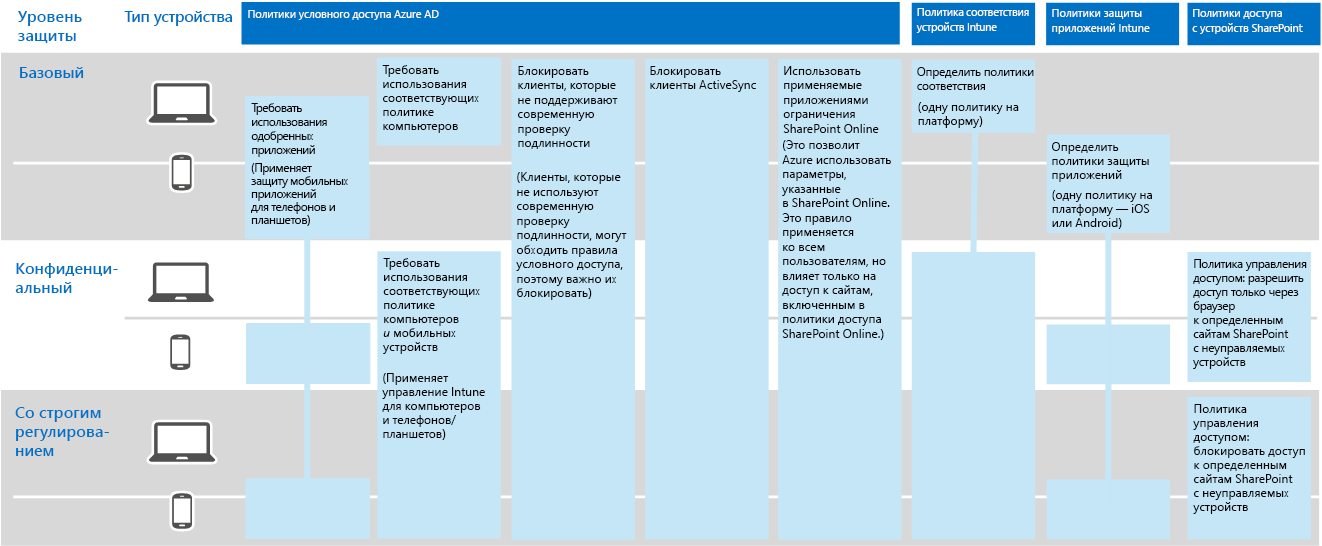 Уровень
защиты
Тип устройства
Политики условного доступа Azure AD
Политика соответствия
устройств Intune
Политики защиты
приложений Intune
Политики доступа
с устройств SharePoint
Базовый
Требовать
использования
одобренных
приложений
(Применяет
защиту мобильных
приложений
для телефонов и
планшетов)
Требовать
использования
соответствующих
политике
компьютеров
Блокировать
клиенты, которые
не поддерживают
современную
проверку
подлинности
(Клиенты, которые
не используют
современную
проверку
подлинности, могут
обходить правила
условного доступа,
поэтому важно их
блокировать)
Блокировать
клиенты ActiveSync
Использовать
применяемые
приложениями
ограничения
SharePoint Online
(Это позволит
Azure использовать
параметры,
указанные
в SharePoint Online.
Это правило
применяется
ко всем
пользователям, но
влияет только на
доступ к сайтам,
включенным в
политики доступа
SharePoint Online.)
Определить политики
соответствия
(одну политику на
платформу)
Определить
политики защиты
приложений
(одну политику на
платформу — iOS
или Android)
Конфиденци-
альный
Требовать
использования
соответствующих
политике
компьютеров
и мобильных
устройств
(Применяет
управление Intune
для компьютеров
и телефонов/
планшетов)
Политика управления
доступом: разрешить
доступ только через
браузер
к определенным
сайтам SharePoint
с неуправляемых
устройств
Со строгим
регулирова-
нием
Политика
управления
доступом:
блокировать доступ
к определенным
сайтам SharePoint
с неуправляемых
устройств